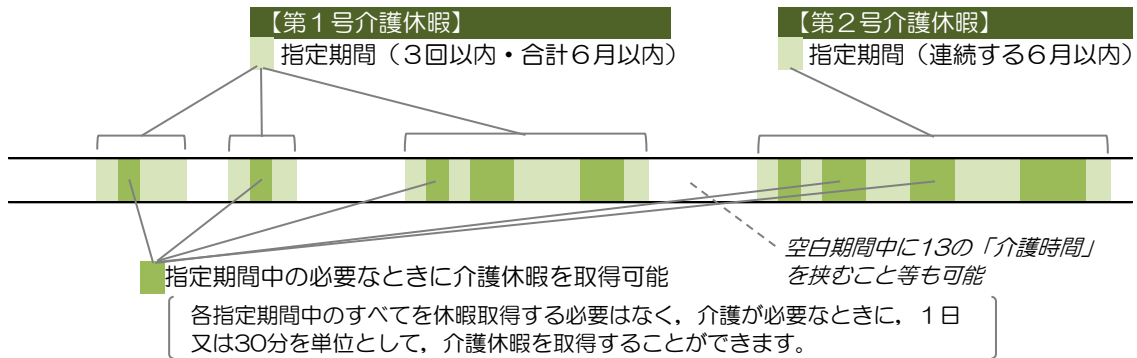 【第１号介護休暇】
指定期間（３回以内・合計６月以内）
【第２号介護休暇】
指定期間（連続する６月以内）
空白期間中に13の「介護時間」
を挟むこと等も可能
指定期間中の必要なときに介護休暇を取得可能
各指定期間中のすべてを休暇取得する必要はなく，介護が必要なときに，１日
又は30分を単位として，介護休暇を取得することができます。